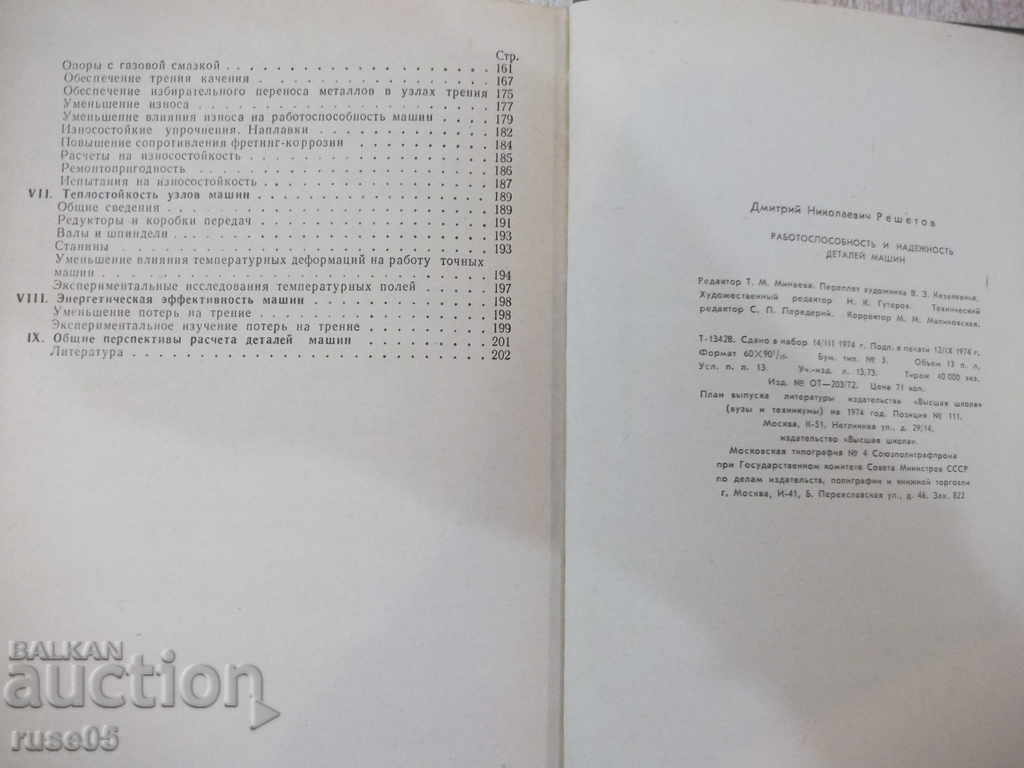 Стр.
Опоры с газовой смазкой . . . . . . . . . . . . . . . . . . 161
Обеспечение трения качения . . . . . . . . . . . . . . . . 167
Обеспечение избирательного переноса металлов в узлах трения 175
Уменьшение износа . . . . . . . . . . . . . . . . . . . . 177
Уменьшение влияния износа на работоспособность машин . . . . 179
Износостойкие упрочнения. Наплавки . . . . . . . . . . . . 182
Повышение сопротивления фретинг-коррозии . . . . . . . . . 184
Расчеты на износостойкость . . . . . . . . . . . . . . . . 185
Ремонтопригодность . . . . . . . . . . . . . . . . . . . 186
Испытания на износостойкость . . . . . . . . . . . . . . . 187
VII. Теплостойкость узлов машин . . . . . . . . . . . . . . . 189
Общие сведения . . . . . . . . . . . . . . . . . . . . . 189
Редукторы и коробки передач . . . . . . . . . . . . . . . 191
Валы и шпиндели . . . . . . . . . . . . . . . . . . . . 193
Станины . . . . . . . . . . . . . . . . . . . . . . . . 193
Уменьшение влияния температурных деформаций на работу точных
машин . . . . . . . . . . . . . . . . . . . . . . . . . 194
Экспериментальные исследования температурных полей . . . . . 197
VIII. Энергетическая эффективность машин . . . . . . . . . . . 198
Уменьшение потерь на трение . . . . . . . . . . . . . . . 198
Экспериментальное изучение потерь на трение . . . . . . . . 199
IX. Общие перспективы расчета деталей машин . . . . . . . . . 201
Литература . . . . . . . . . . . . . . . . . . . . . . . 202
Дмитрий Николаевич Решетов
РАБОТОСПОСОБНОСТЬ И НАДЕЖНОСТЬ
ДЕТАЛЕЙ МАШИН
Редактор Т. М. Минаева. Переплет художника В. З.
Художественный редактор Н. К. Гуторов. Технический
редактор С. П. Передерий. Корректор М. М. Малиновская.
Т-13428. Сдано в набор 14/III 1974 г. Подп. к печати 12/IX 1974 г.
Формат 60×90¹/₁₆. Бум. тип. № 3. Объем 13 п. л.
Усл. п. л. 13. Уч.-изд. л. 13,73. Тираж 40 000 экз.
Изд. № ОТ—203/72. Цена 71 коп.
План выпуска литературы издательства «Высшая школа»
(вузы и техникумы) на 1974 год. Позиция № 111.
Москва, К-51, Неглинная ул., д. 29/14,
издательство «Высшая школа».
Московская типография № 4 Союзполиграфпрома
при Государственном комитете Совета Министров СССР
по делам издательств, полиграфии и книжной торговли
г, Москва, И-41, Б. Переяславская ул., д. 46. Зак. 822
BALKAN
auction
ruse05